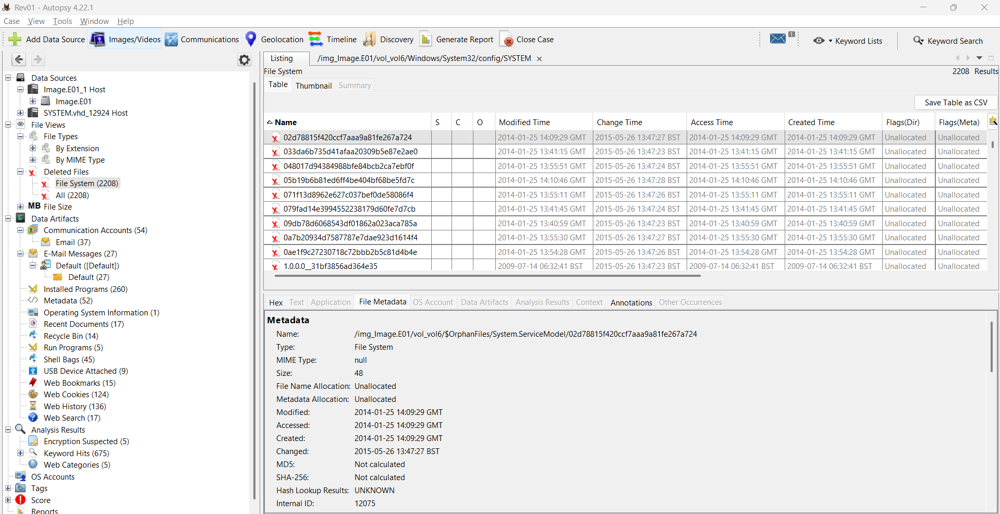 Rev01 - Autopsy 4.22.1
Case View Tools Window Help
Add Data Source Images/Videos Communications Geolocation Timeline Discovery Generate Report Close Case 1 Keyword Lists Keyword Search
Listing /img_Image.E01/vol_vol6/Windows/System32/config/SYSTEM
File System 2208 Results
Table Thumbnail Summary
Save Table as CSV
Data Sources
Image.E01_1 Host
Image.E01
SYSTEM.vhd_12924 Host
File Views
File Types
By Extension
By MIME Type
Deleted Files
File System (2208)
All (2208)
MB File Size
Data Artifacts
Communication Accounts (54)
Email (37)
E-Mail Messages (27)
Default ([Default])
Default (27)
Installed Programs (260)
Metadata (52)
Operating System Information (1)
Recent Documents (17)
Recycle Bin (14)
Run Programs (5)
Shell Bags (45)
USB Device Attached (9)
Web Bookmarks (15)
Web Cookies (124)
Web History (136)
Web Search (17)
Analysis Results
Encryption Suspected (5)
Keyword Hits (675)
Web Categories (5)
OS Accounts
Tags
Score
Reports
Name S C O Modified Time Change Time Access Time Created Time Flags(Dir) Flags(Meta)
02d78815f420ccf7aaa9a81fe267a724 2014-01-25 14:09:29 GMT 2015-05-26 13:47:27 BST 2014-01-25 14:09:29 GMT 2014-01-25 14:09:29 GMT Unallocated Unallocated
033da6b735d41afaa20309b5e87e2ae0 2014-01-25 13:41:15 GMT 2015-05-26 13:47:23 BST 2014-01-25 13:41:15 GMT 2014-01-25 13:41:15 GMT Unallocated Unallocated
048017d94384988bfe84bcb2ca7ebf0f 2014-01-25 13:55:51 GMT 2015-05-26 13:47:24 BST 2014-01-25 13:55:51 GMT 2014-01-25 13:55:51 GMT Unallocated Unallocated
05b19b6b81ed6ff4be404bf68be5fd7c 2014-01-25 14:10:46 GMT 2015-05-26 13:47:28 BST 2014-01-25 14:10:46 GMT 2014-01-25 14:10:46 GMT Unallocated Unallocated
071f13d8962e627c037bef0de58086f4 2014-01-25 13:55:11 GMT 2015-05-26 13:47:26 BST 2014-01-25 13:55:11 GMT 2014-01-25 13:55:11 GMT Unallocated Unallocated
079fad14e3994552238179d60fe7d7cb 2014-01-25 13:41:45 GMT 2015-05-26 13:47:24 BST 2014-01-25 13:41:45 GMT 2014-01-25 13:41:45 GMT Unallocated Unallocated
09db78d6068543df01862a023aca785a 2014-01-25 13:40:59 GMT 2015-05-26 13:47:23 BST 2014-01-25 13:40:59 GMT 2014-01-25 13:40:59 GMT Unallocated Unallocated
0a7b20934d7587787e7dae923d1614f4 2014-01-25 13:55:30 GMT 2015-05-26 13:47:27 BST 2014-01-25 13:55:30 GMT 2014-01-25 13:55:30 GMT Unallocated Unallocated
0ae1f9c27230718c72bbb2b5c81d4b4e 2014-01-25 13:54:28 GMT 2015-05-26 13:47:26 BST 2014-01-25 13:54:28 GMT 2014-01-25 13:54:28 GMT Unallocated Unallocated
1.0.0.0__31bf3856ad364e35 2009-07-14 06:32:41 BST 2015-05-26 13:47:23 BST 2009-07-14 06:32:41 BST 2009-07-14 06:32:41 BST Unallocated Unallocated
Hex Text Application File Metadata OS Account Data Artifacts Analysis Results Context Annotations Other Occurrences
Metadata
Name: /img_Image.E01/vol_vol6/$OrphanFiles/System.ServiceModel/02d78815f420ccf7aaa9a81fe267a724
Type: File System
MIME Type: null
Size: 48
File Name Allocation: Unallocated
Metadata Allocation: Unallocated
Modified: 2014-01-25 14:09:29 GMT
Accessed: 2014-01-25 14:09:29 GMT
Created: 2014-01-25 14:09:29 GMT
Changed: 2015-05-26 13:47:27 BST
MD5: Not calculated
SHA-256: Not calculated
Hash Lookup Results: UNKNOWN
Internal ID: 12075